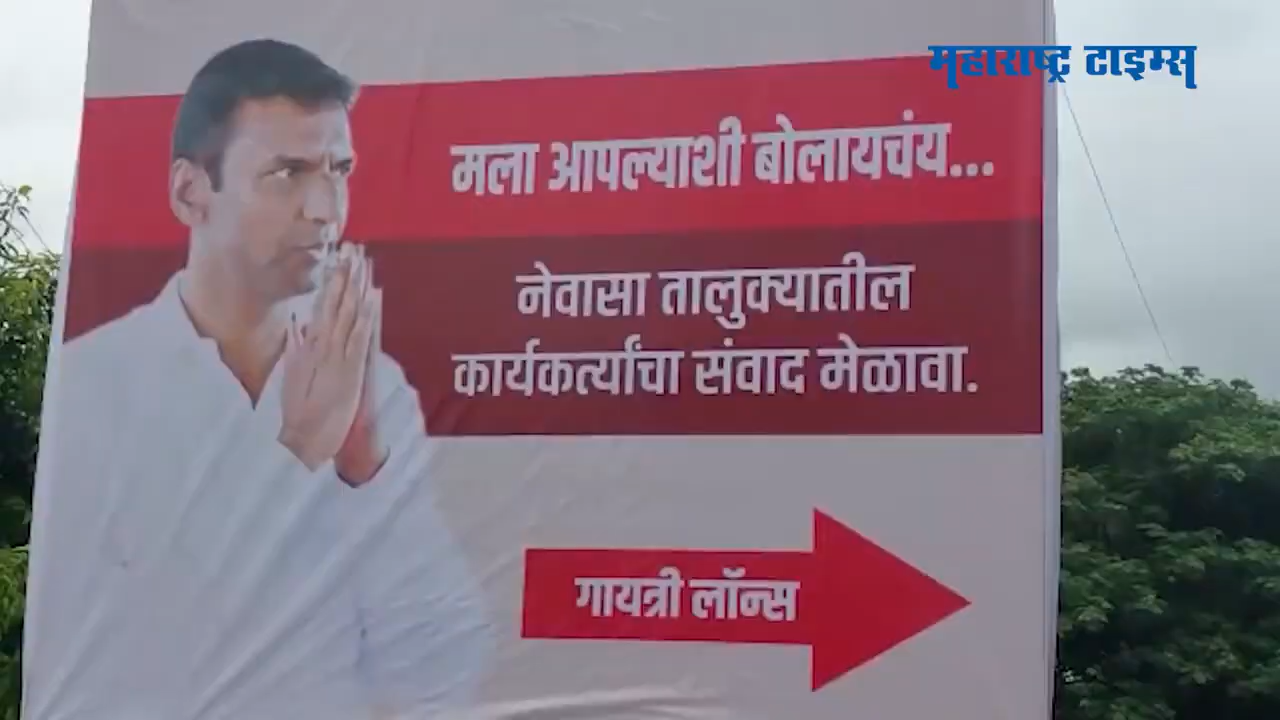 महाराष्ट्र टाइम्स
मला आपल्याशी बोलायचंय...
नेवासा तालुक्यातील
कार्यकर्त्यांचा संवाद मेळावा.
गायत्री लॉन्स